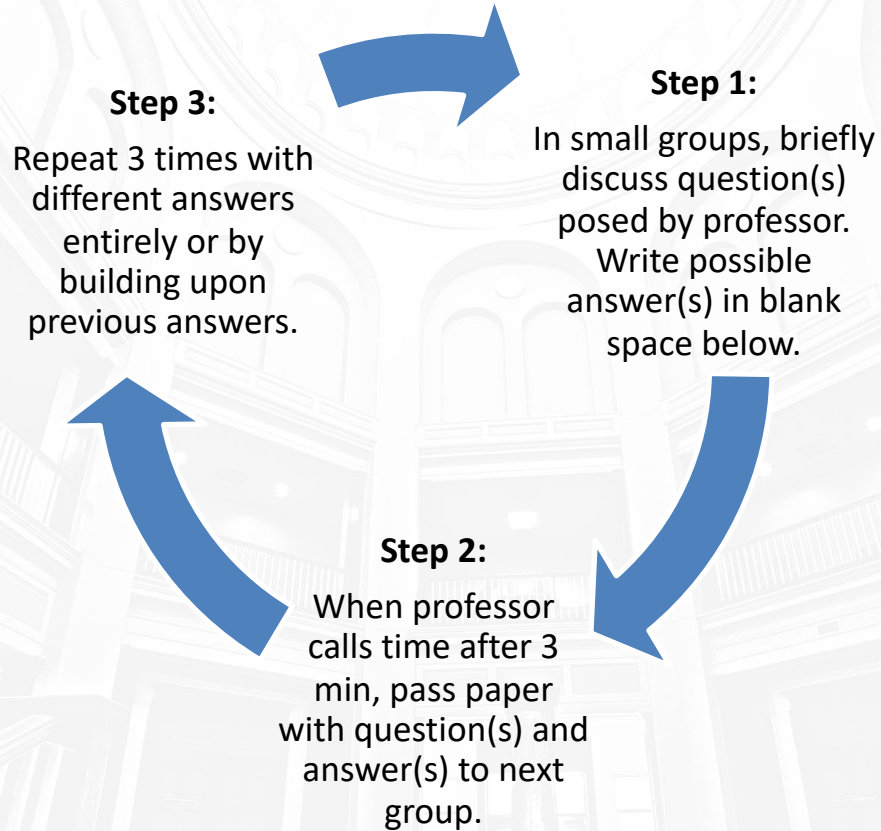 Step 1:
In small groups, briefly
discuss question(s)
posed by professor.
Write possible
answer(s) in blank
space below.
Step 2:
When professor
calls time after 3
min, pass paper
with question(s) and
answer(s) to next
group.
Step 3:
Repeat 3 times with
different answers
entirely or by
building upon
previous answers.